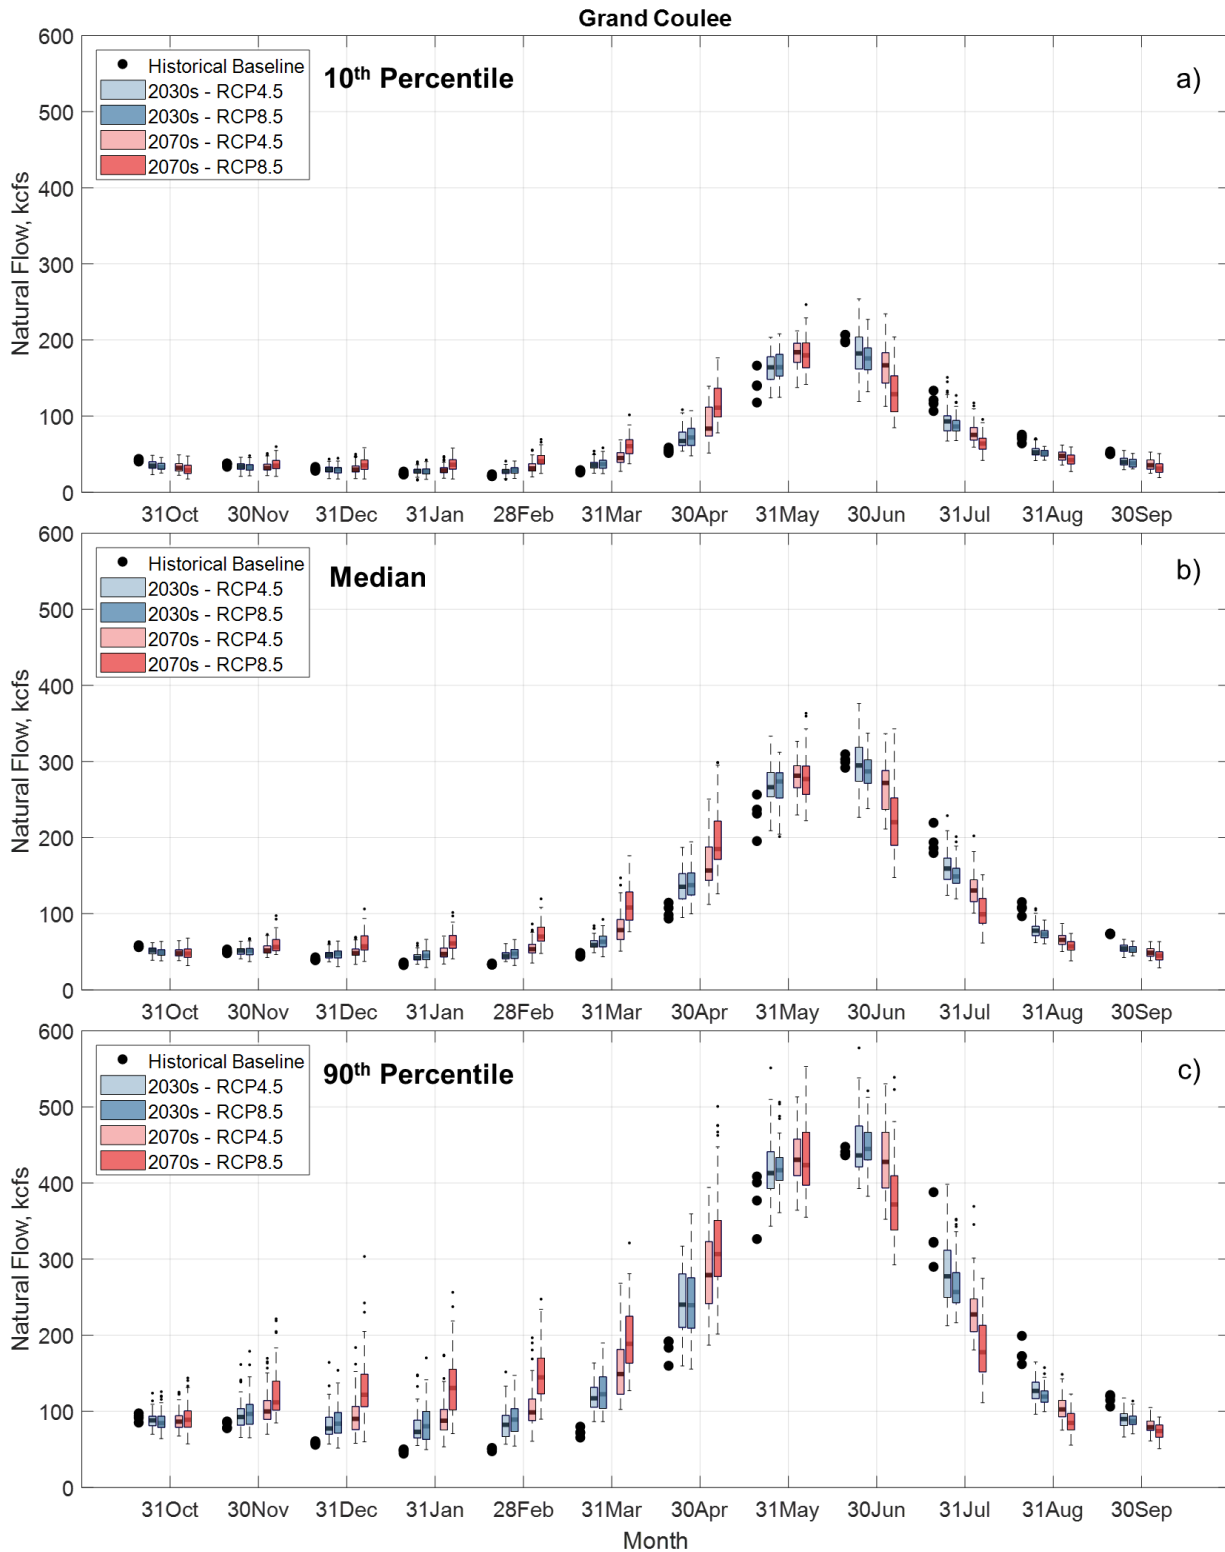 Grand Coulee
600
500
400
300
200
100
0
Natural Flow, kcfs
Historical Baseline
2030s - RCP4.5
2030s - RCP8.5
2070s - RCP4.5
2070s - RCP8.5
10th Percentile
a)
31Oct 30Nov 31Dec 31Jan 28Feb 31Mar 30Apr 31May 30Jun 31Jul 31Aug 30Sep
600
500
400
300
200
100
0
Natural Flow, kcfs
Historical Baseline
2030s - RCP4.5
2030s - RCP8.5
2070s - RCP4.5
2070s - RCP8.5
Median
b)
31Oct 30Nov 31Dec 31Jan 28Feb 31Mar 30Apr 31May 30Jun 31Jul 31Aug 30Sep
600
500
400
300
200
100
0
Natural Flow, kcfs
Historical Baseline
2030s - RCP4.5
2030s - RCP8.5
2070s - RCP4.5
2070s - RCP8.5
90th Percentile
c)
31Oct 30Nov 31Dec 31Jan 28Feb 31Mar 30Apr 31May 30Jun 31Jul 31Aug 30Sep
Month